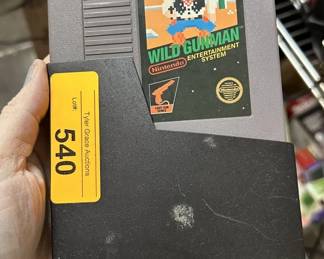 WILD GUNMAN
Nintendo
ENTERTAINMENT
SYSTEM
Tyler Grace Auctions
Lot#
540